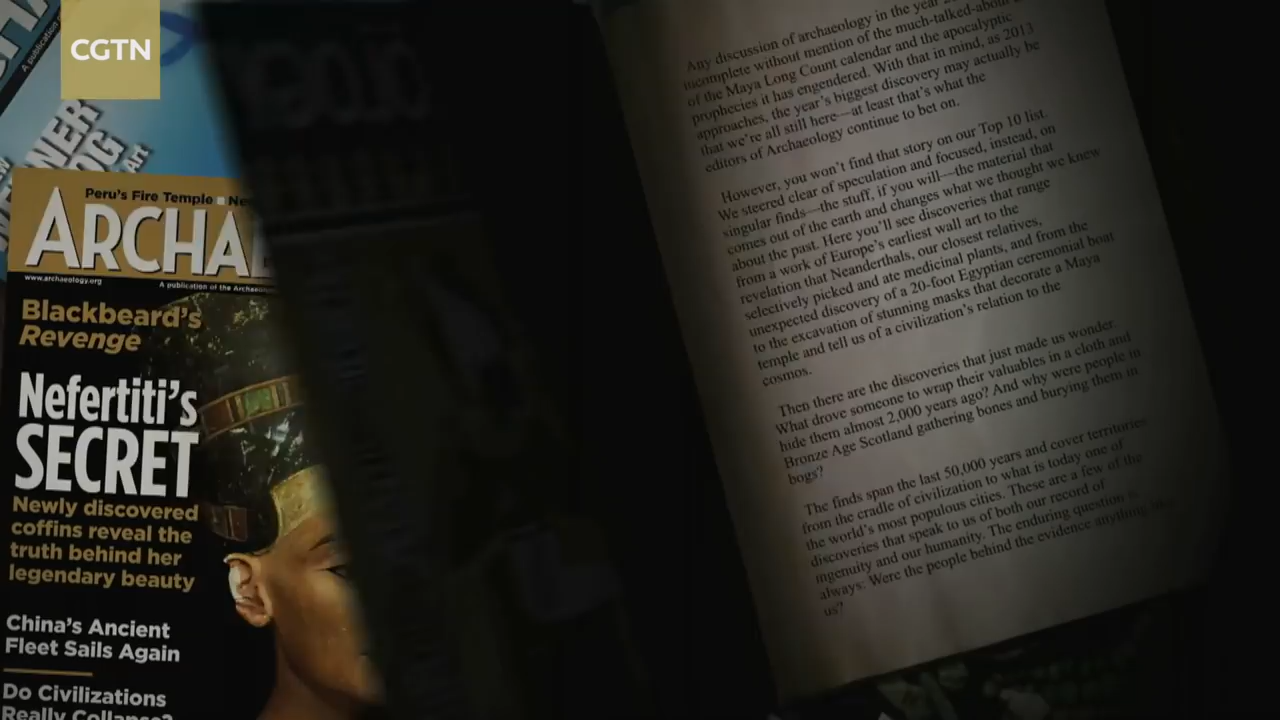 CGTN
A publication
Peru's Fire Temple
ARCHA
www.archaeology.org
A publication of the Archae
Blackbeard's
Revenge
Nefertiti's
SECRET
Newly discovered
coffins reveal the
truth behind her
legendary beauty
China's Ancient
Fleet Sails Again
Do Civilizations
Really Collapse?
Any discussion of archaeology in the year
incomplete without mention of the much-talked-about
of the Maya Long Count calendar and the apocalyptic
prophecies it has engendered. With that in mind, as 2013
approaches, the year's biggest discovery may actually be
that we're all still here—at least that's what the
editors of Archaeology continue to bet on.
However, you won't find that story on our Top 10 list.
We steered clear of speculation and focused, instead, on
singular finds—the stuff, if you will—the material that
comes out of the earth and changes what we thought we knew
about the past. Here you'll see discoveries that range
from a work of Europe's earliest wall art to the
revelation that Neanderthals, our closest relatives,
selectively picked and ate medicinal plants, and from the
unexpected discovery of a 20-foot Egyptian ceremonial boat
to the excavation of stunning masks that decorate a Maya
temple and tell us of a civilization's relation to the
cosmos.
Then there are the discoveries that just made us wonder.
What drove someone to wrap their valuables in a cloth and
hide them almost 2,000 years ago? And why were people in
Bronze Age Scotland gathering bones and burying them in
bogs?
The finds span the last 50,000 years and cover territories
from the cradle of civilization to what is today one of
the world's most populous cities. These are a few of the
discoveries that speak to us of both our record of
ingenuity and our humanity. The enduring question is
always: Were the people behind the evidence anything like
us?